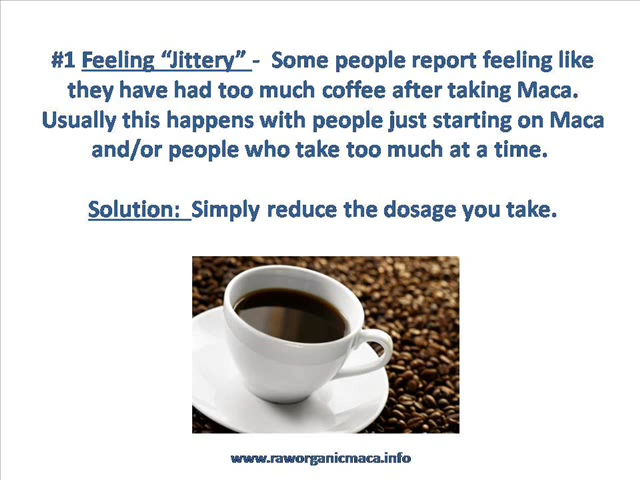 #1 Feeling “Jittery” - Some people report feeling like
they have had too much coffee after taking Maca.
Usually this happens with people just starting on Maca
and/or people who take too much at a time.
Solution: Simply reduce the dosage you take.
www.raworganicmaca.info